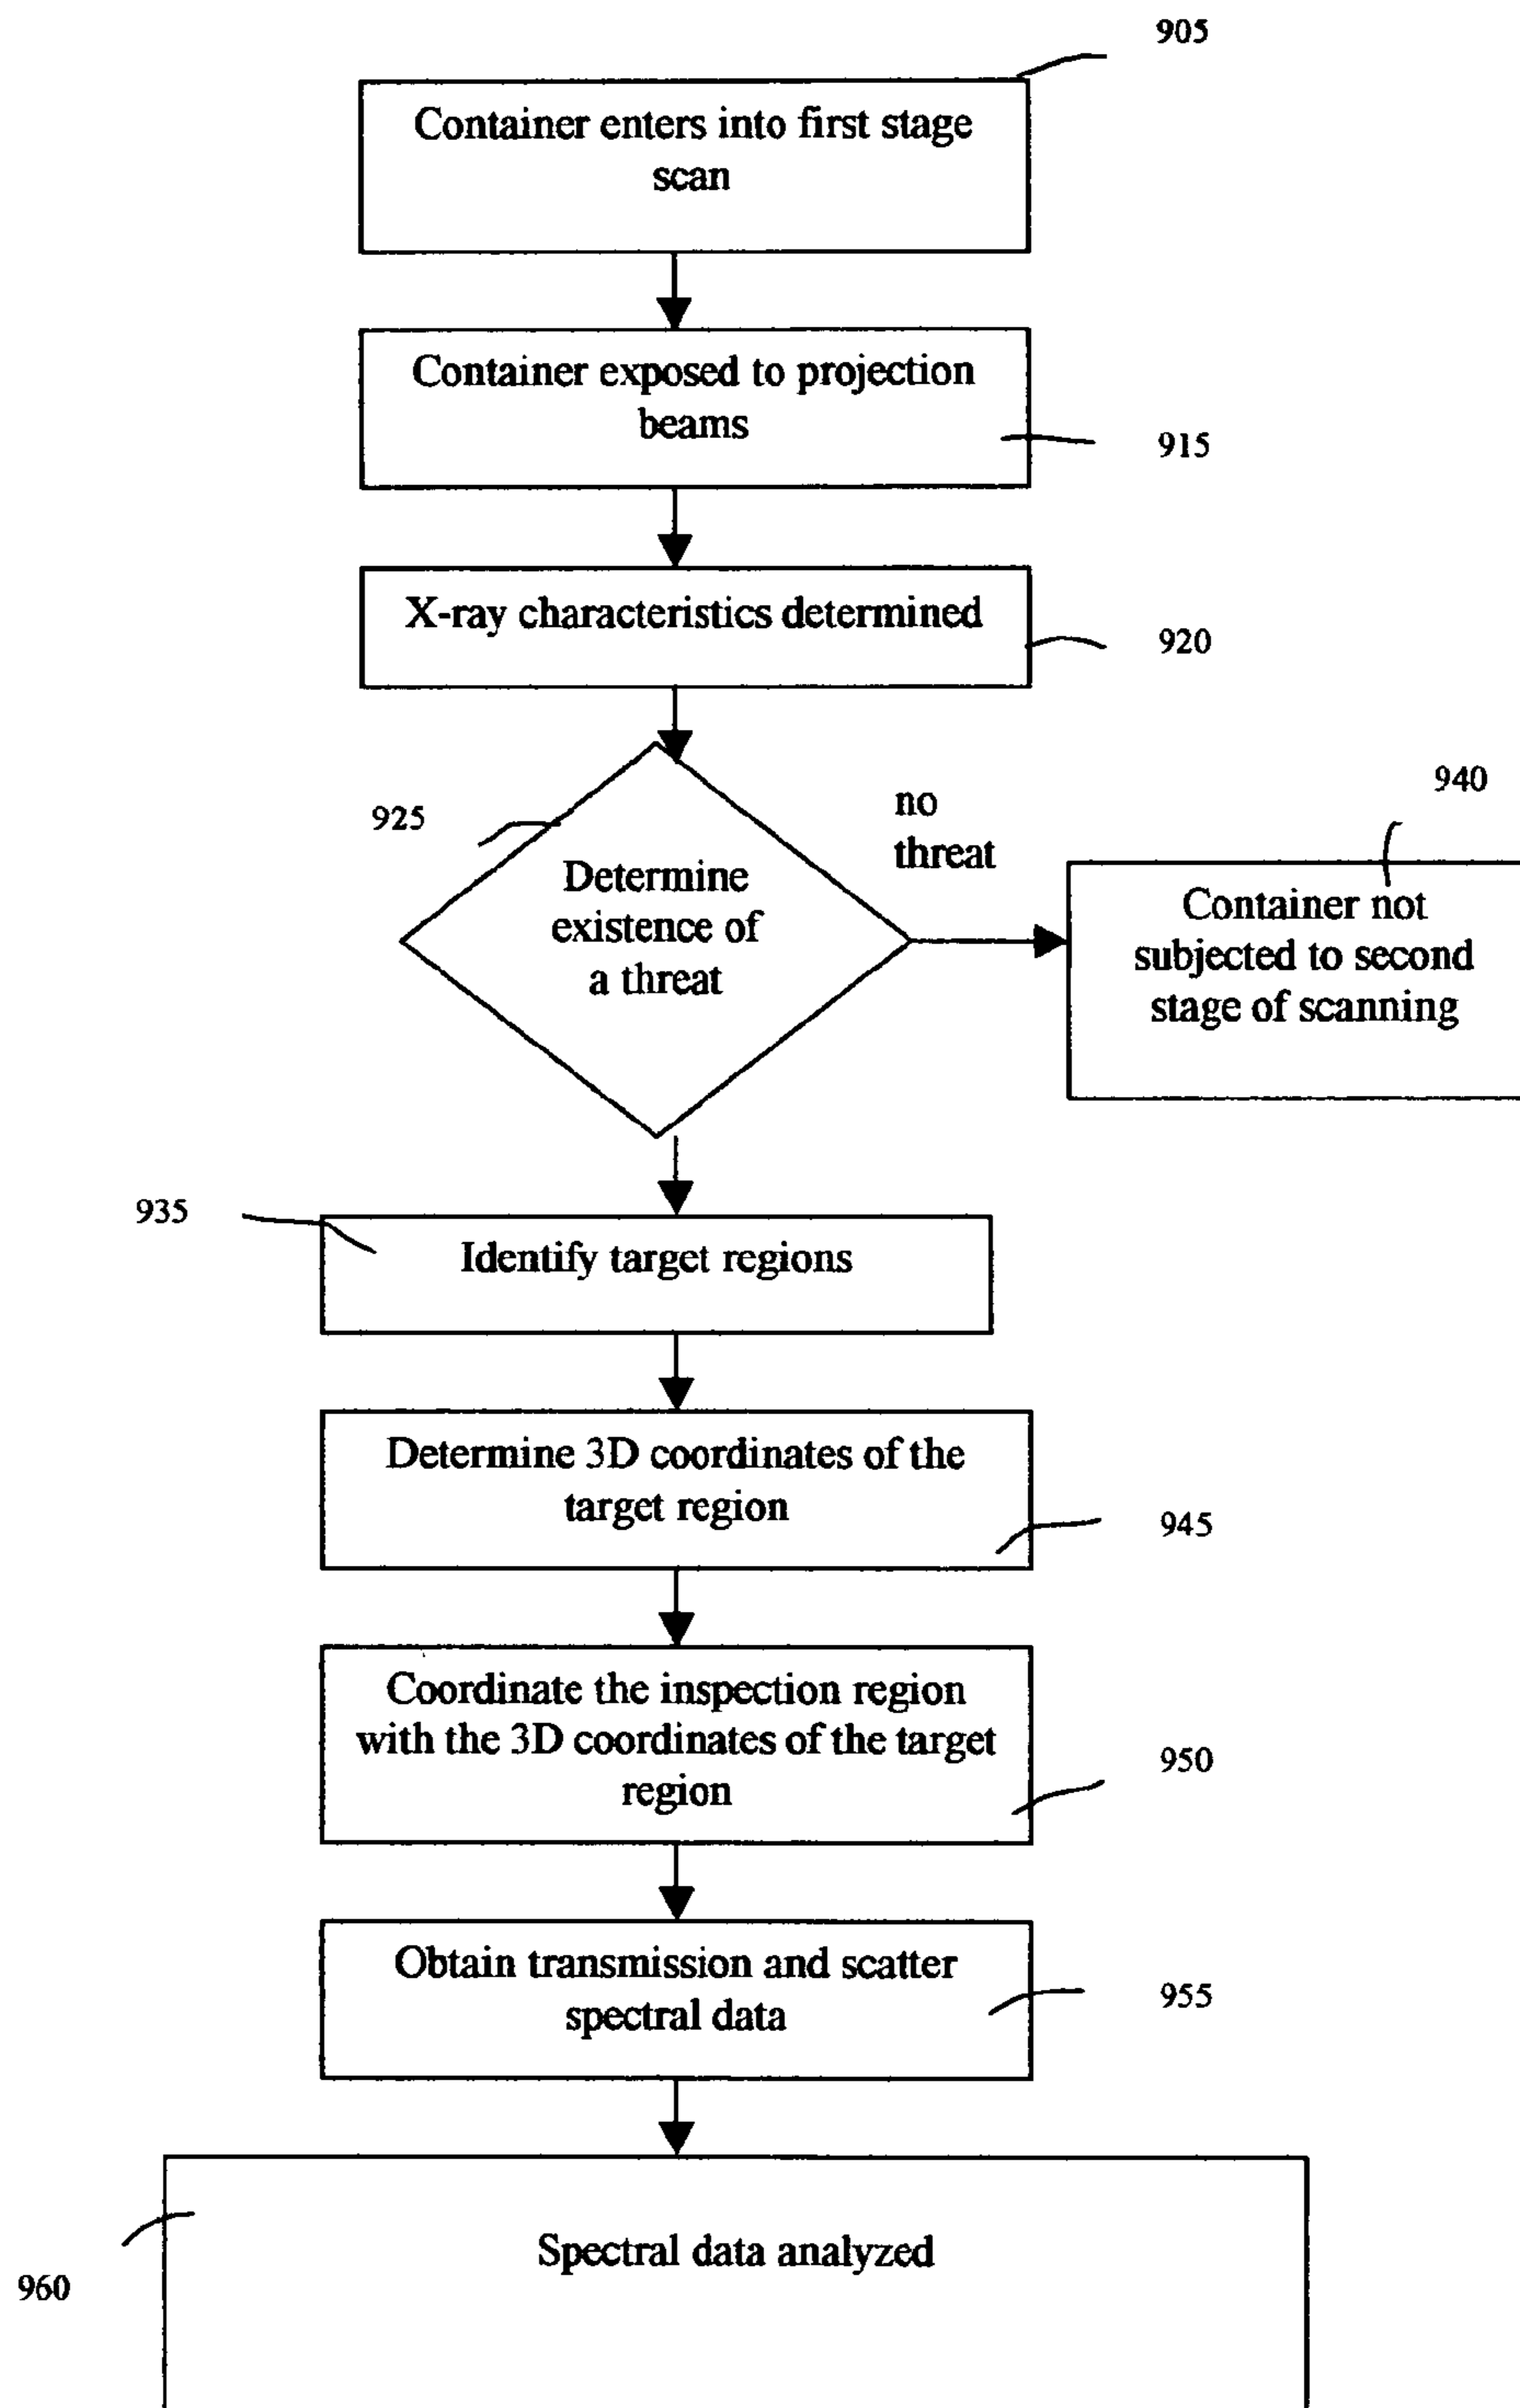 905
Container enters into first stage
scan
Container exposed to projection
beams
915
X-ray characteristics determined
920
925
no
threat
940
Determine
existence of
a threat
Container not
subjected to second
stage of scanning
935
Identify target regions
Determine 3D coordinates of the
target region
945
Coordinate the inspection region
with the 3D coordinates of the target
region
950
Obtain transmission and scatter
spectral data
955
Spectral data analyzed
960